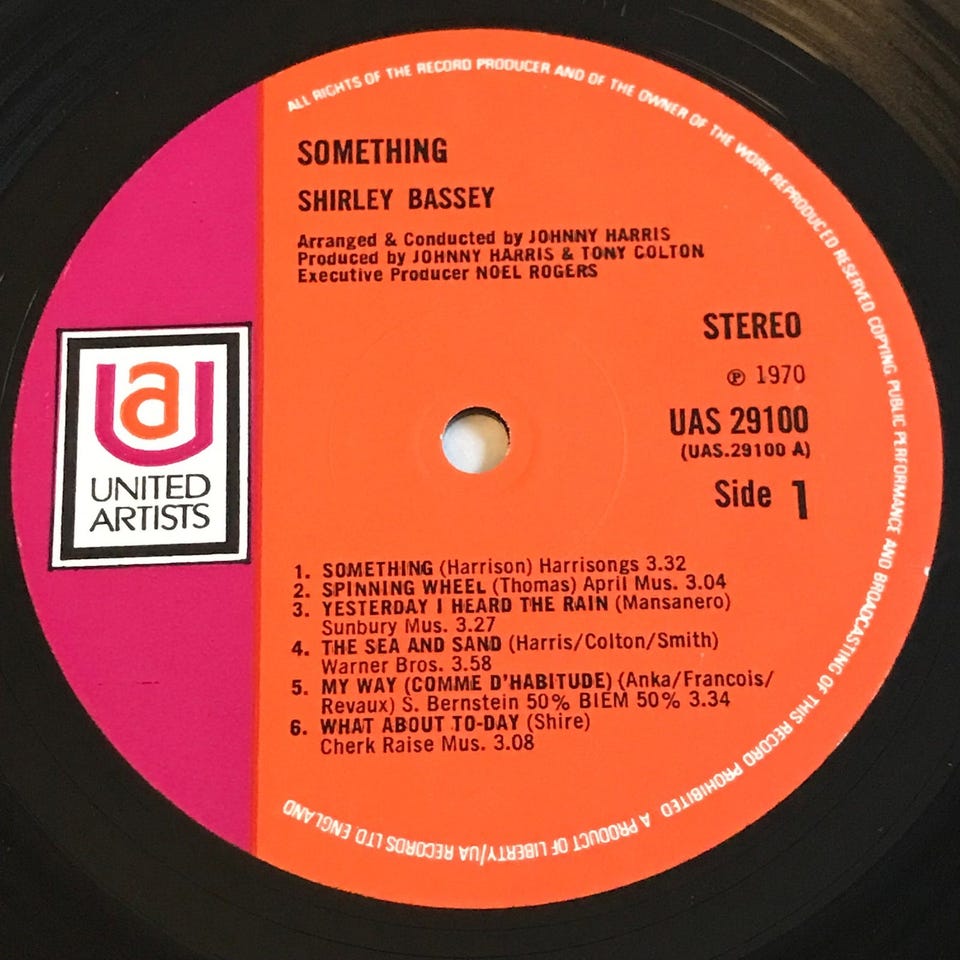 ALL RIGHTS OF THE RECORD PRODUCER AND OF THE OWNER OF THE WORK REPRODUCED RESERVED COPYING PUBLIC PERFORMANCE AND BROADCASTING OF THIS RECORD PROHIBITED A PRODUCT OF LIBERTY/UA RECORDS LTD ENGLAND
SOMETHING
SHIRLEY BASSEY
Arranged & Conducted by JOHNNY HARRIS
Produced by JOHNNY HARRIS & TONY COLTON
Executive Producer NOEL ROGERS
STEREO
℗ 1970
UAS 29100
(UAS.29100 A)
Side 1
ua
UNITED
ARTISTS
1. SOMETHING (Harrison) Harrisongs 3.32
2. SPINNING WHEEL (Thomas) April Mus. 3.04
3. YESTERDAY I HEARD THE RAIN (Mansanero)
Sunbury Mus. 3.27
4. THE SEA AND SAND (Harris/Colton/Smith)
Warner Bros. 3.58
5. MY WAY (COMME D'HABITUDE) (Anka/Francois/
Revaux) S. Bernstein 50% BIEM 50% 3.34
6. WHAT ABOUT TO-DAY (Shire)
Cherk Raise Mus. 3.08